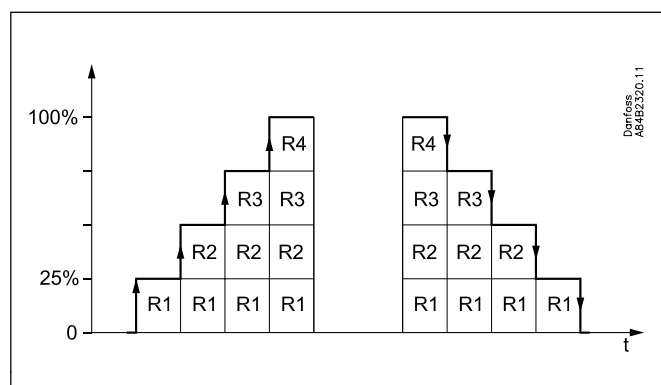 Danfoss
A84B2320.11
100%
R4 R4
R3 R3 R3 R3
R2 R2 R2 R2 R2 R2
25%
R1 R1 R1 R1 R1 R1 R1 R1
0
t